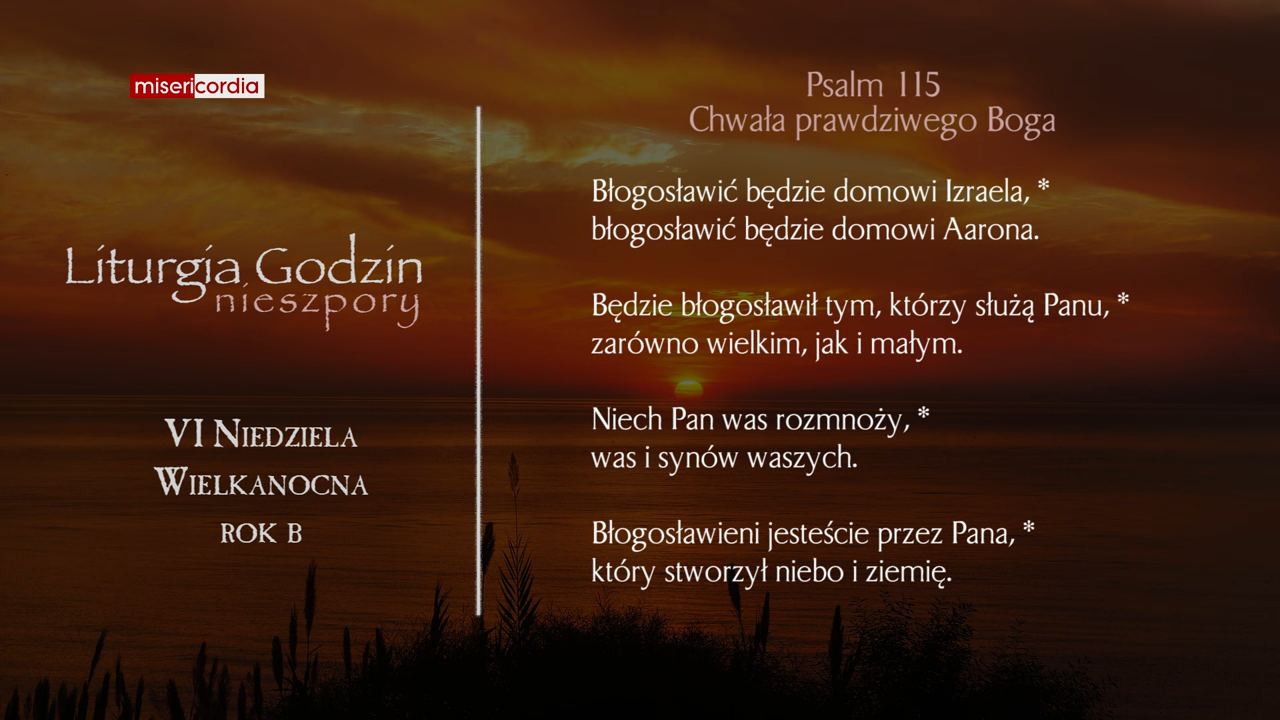 misericordia
Liturgia Godzin
nieszpory
VI Niedziela
Wielkanocna
rok B
Psalm 115
Chwała prawdziwego Boga
Błogosławić będzie domowi Izraela, *
błogosławić będzie domowi Aarona.
Będzie błogosławił tym, którzy służą Panu, *
zarówno wielkim, jak i małym.
Niech Pan was rozmnoży, *
was i synów waszych.
Błogosławieni jesteście przez Pana, *
który stworzył niebo i ziemię.